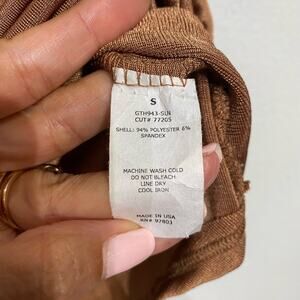 S
GTH943-SUR
CUT# 77205
SHELL: 94% POLYESTER 6%
SPANDEX
MACHINE WASH COLD
DO NOT BLEACH
LINE DRY
COOL IRON
MADE IN USA
RN# 97803